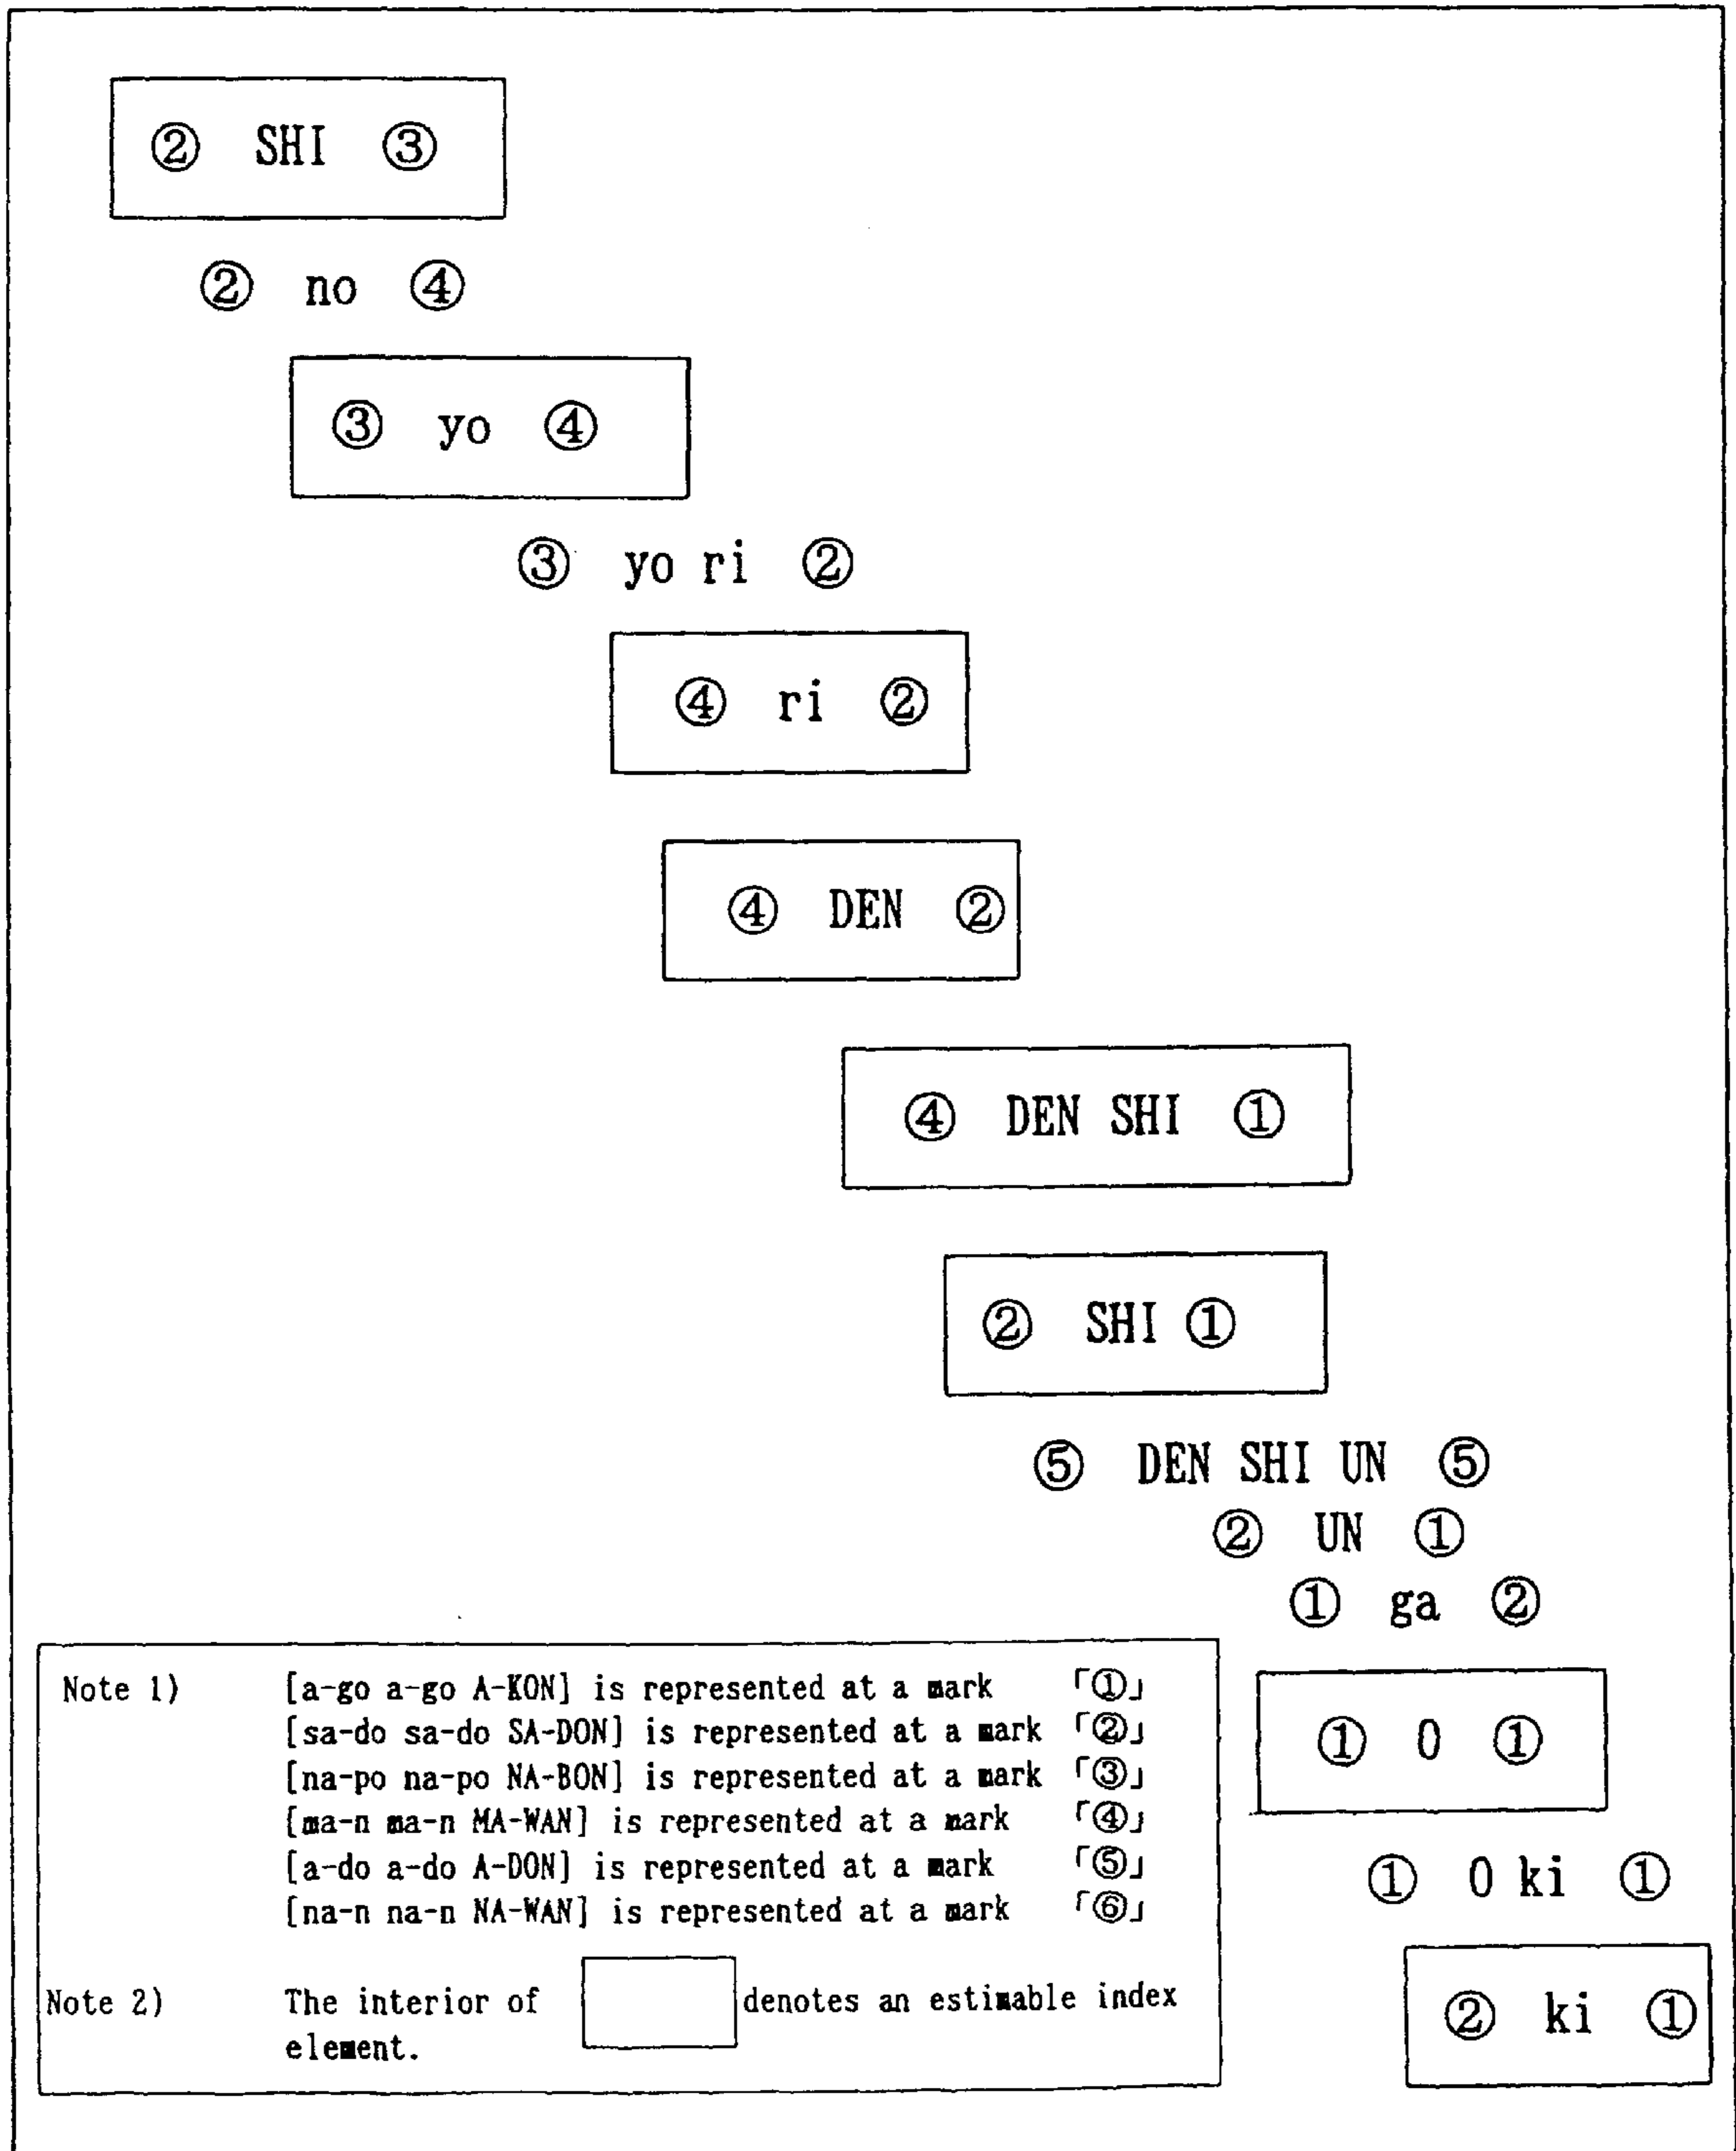 ② SHI ③
② no ④
③ yo ④
③ yo ri ②
④ ri ②
④ DEN ②
④ DEN SHI ①
② SHI ①
⑤ DEN SHI UN ⑤
② UN ①
① ga ②
① O ①
① O ki ①
② ki ①
Note 1) [a-go a-go A-KON] is represented at a mark 「①」
[sa-do sa-do SA-DON] is represented at a mark 「②」
[na-po na-po NA-BON] is represented at a mark 「③」
[ma-n ma-n MA-WAN] is represented at a mark 「④」
[a-do a-do A-DON] is represented at a mark 「⑤」
[na-n na-n NA-WAN] is represented at a mark 「⑥」
Note 2) The interior of denotes an estimable index
element.